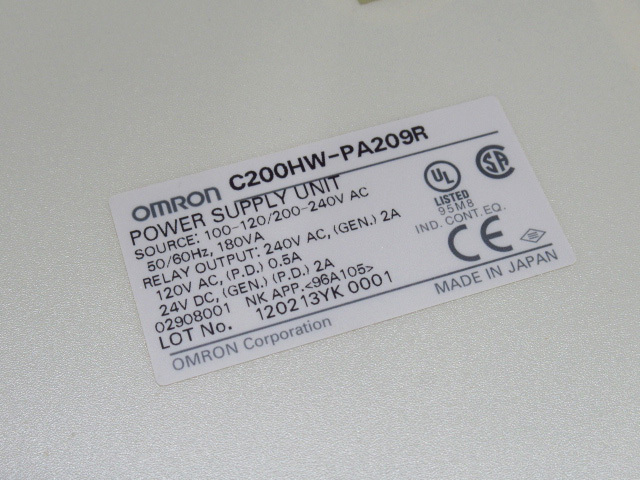 OMRON C200HW-PA209R
POWER SUPPLY UNIT
SOURCE: 100-120/200-240V AC
50/60Hz, 180VA
RELAY OUTPUT: 240V AC, (GEN.) 2A
120V AC, (P.D.) 0.5A
24V DC, (GEN.) (P.D.) 2A
02908001 NK APP.<96A105>
LOT No. 120213YK 0001
OMRON Corporation
UL
LISTED
95M8
IND. CONT. EQ.
SA
CE
MADE IN JAPAN